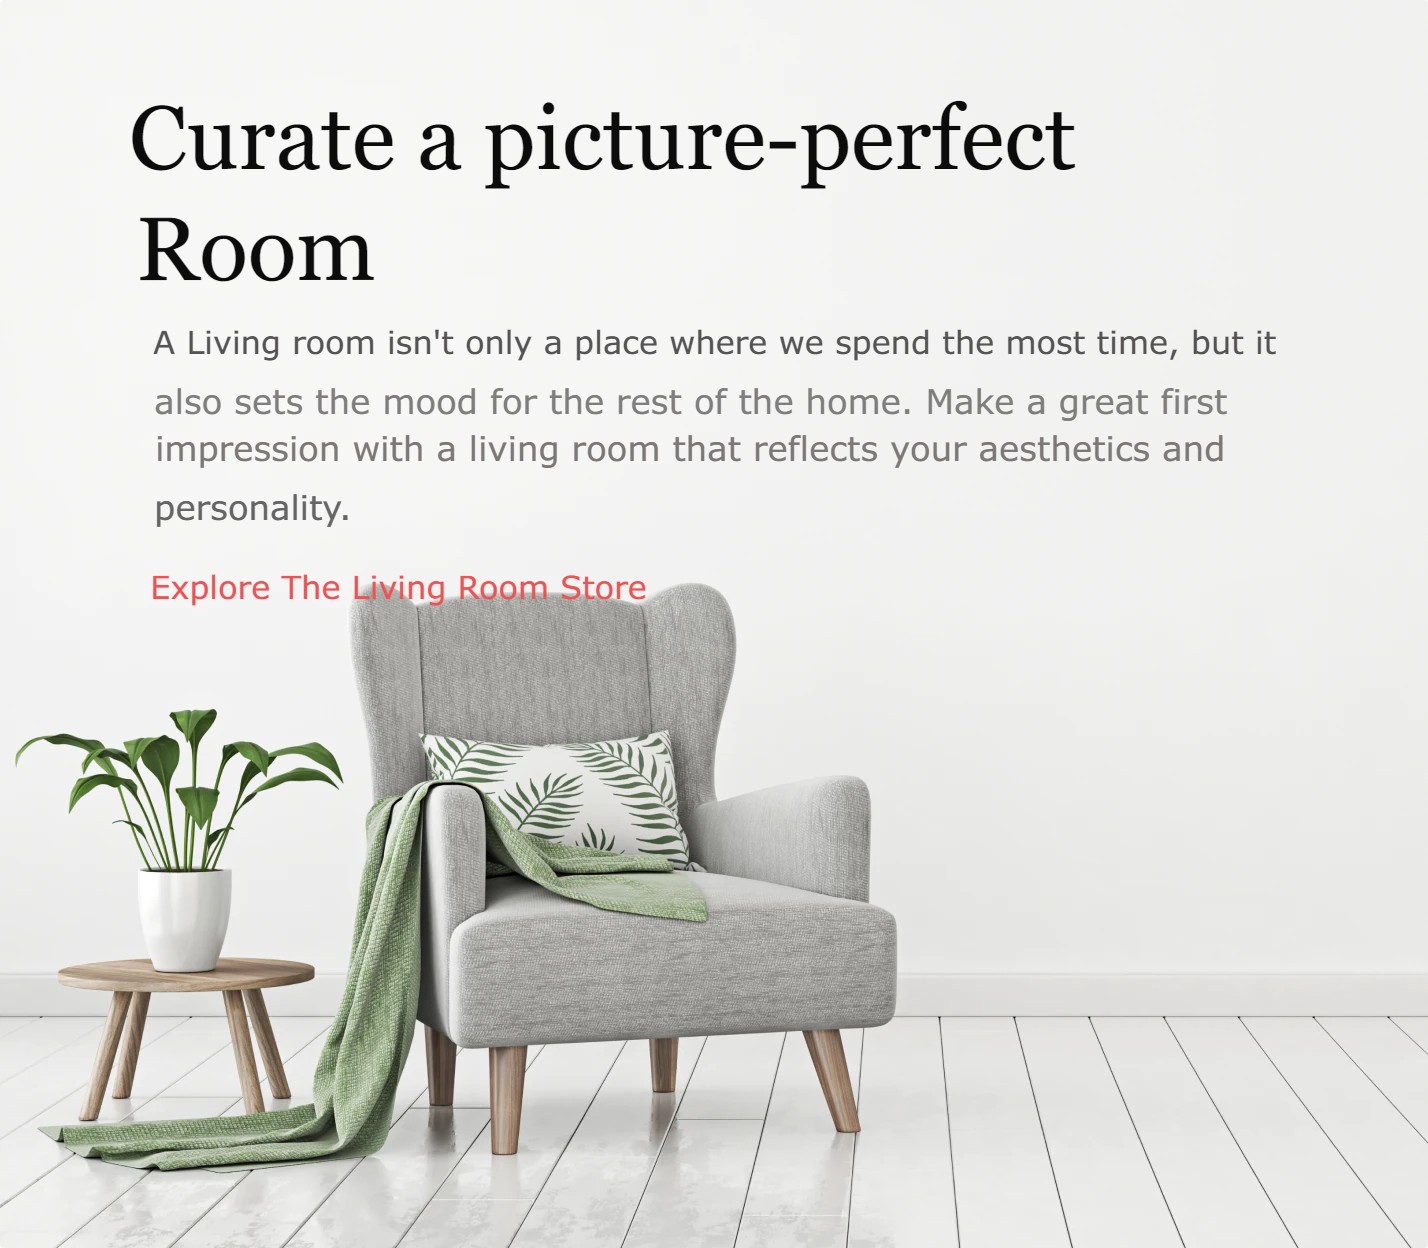 Curate a picture-perfect
Room
A Living room isn't only a place where we spend the most time, but it
also sets the mood for the rest of the home. Make a great first
impression with a living room that reflects your aesthetics and
personality.
Explore The Living Room Store